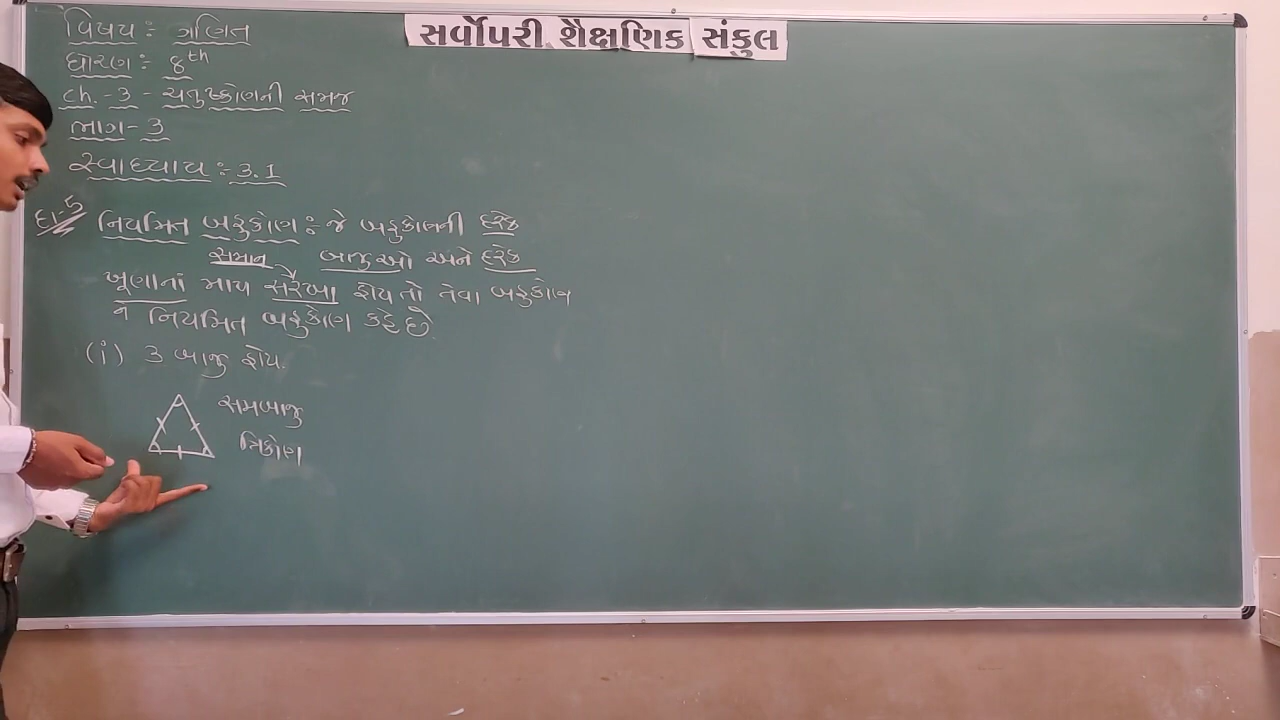 સર્વોપરી શૈક્ષણિક સંકુલ
વિષય : ગણિત
ધોરણ : 8th
ch.-3 - ચતુષ્કોણની સમજ
ભાગ-3
સ્વાધ્યાય : 3.1
દા-5 નિયમિત બહુકોણ : જે બહુકોણની દરેક
સમાન બાજુઓ અને દરેક
ખૂણાનાં માપ સરખા હોય તો તેવા બહુકોણ
ને નિયમિત બહુકોણ કહે છે.
(i) 3 બાજુ હોય.
સમબાજુ
ત્રિકોણ